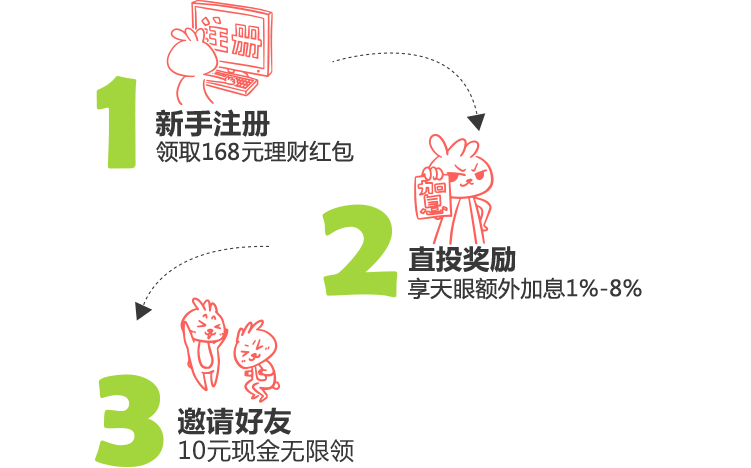 注册
1
新手注册
领取168元理财红包
加息
2
直投奖励
享天眼额外加息1%-8%
3
邀请好友
10元现金无限领